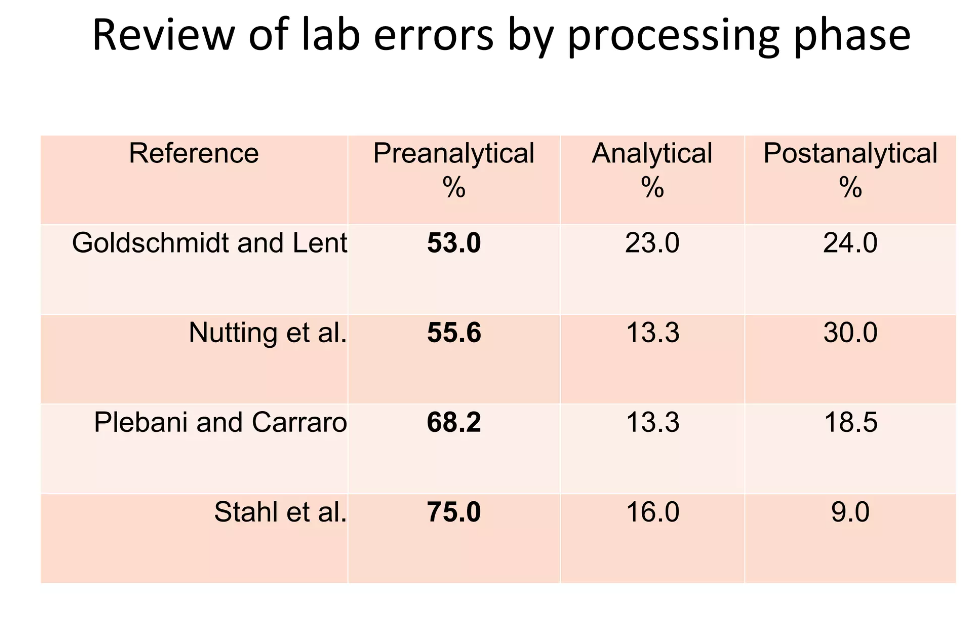 Review of lab errors by processing phase
Reference Preanalytical Analytical Postanalytical
% % %
Goldschmidt and Lent 53.0 23.0 24.0
Nutting et al. 55.6 13.3 30.0
Plebani and Carraro 68.2 13.3 18.5
Stahl et al. 75.0 16.0 9.0